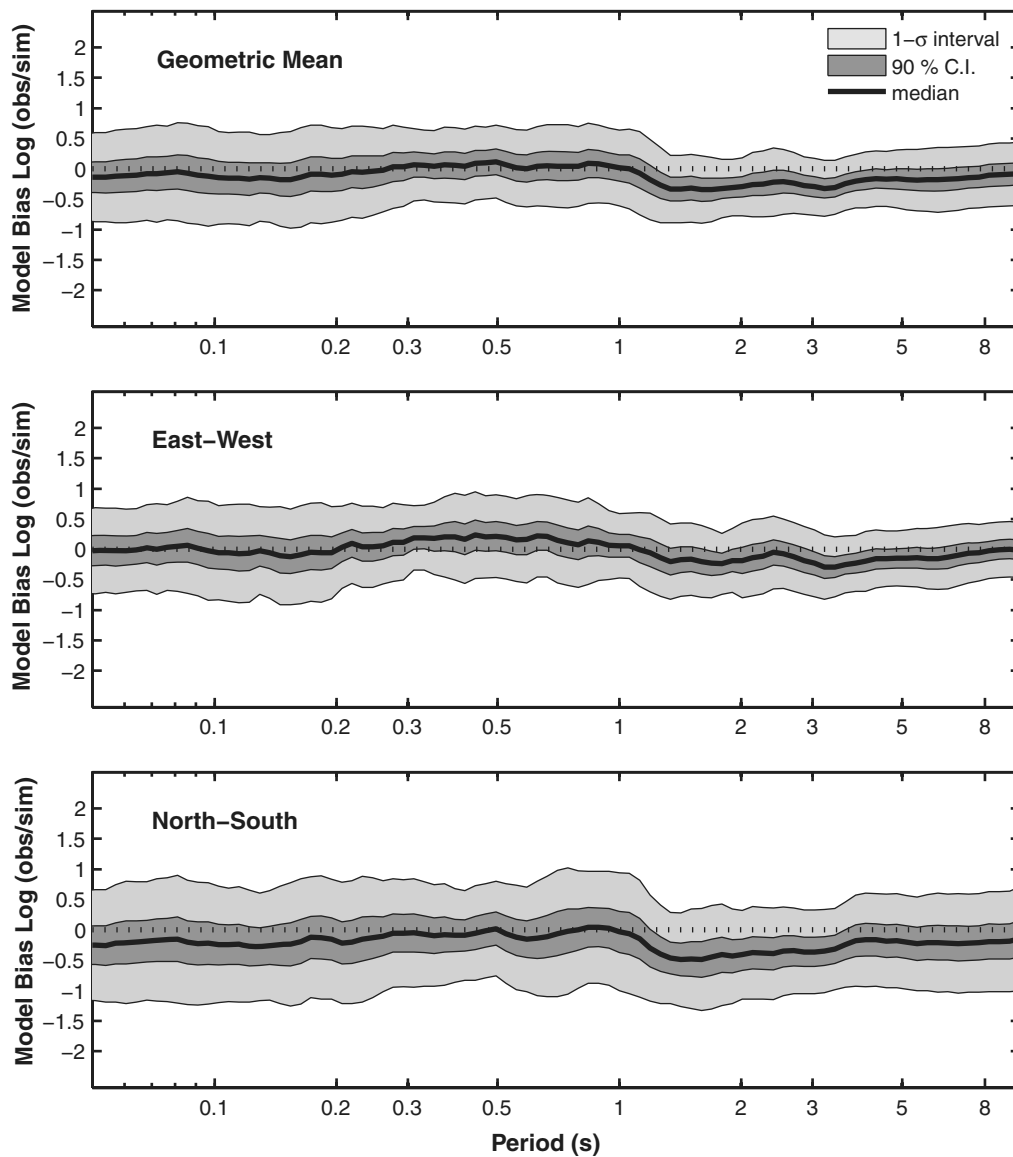 Geometric Mean
1−σ interval
90 % C.I.
median
Model Bias Log (obs/sim)
2
1.5
1
0.5
0
−0.5
−1
−1.5
−2
0.1 0.2 0.3 0.5 1 2 3 5 8
East−West
Model Bias Log (obs/sim)
2
1.5
1
0.5
0
−0.5
−1
−1.5
−2
0.1 0.2 0.3 0.5 1 2 3 5 8
North−South
Model Bias Log (obs/sim)
2
1.5
1
0.5
0
−0.5
−1
−1.5
−2
0.1 0.2 0.3 0.5 1 2 3 5 8
Period (s)